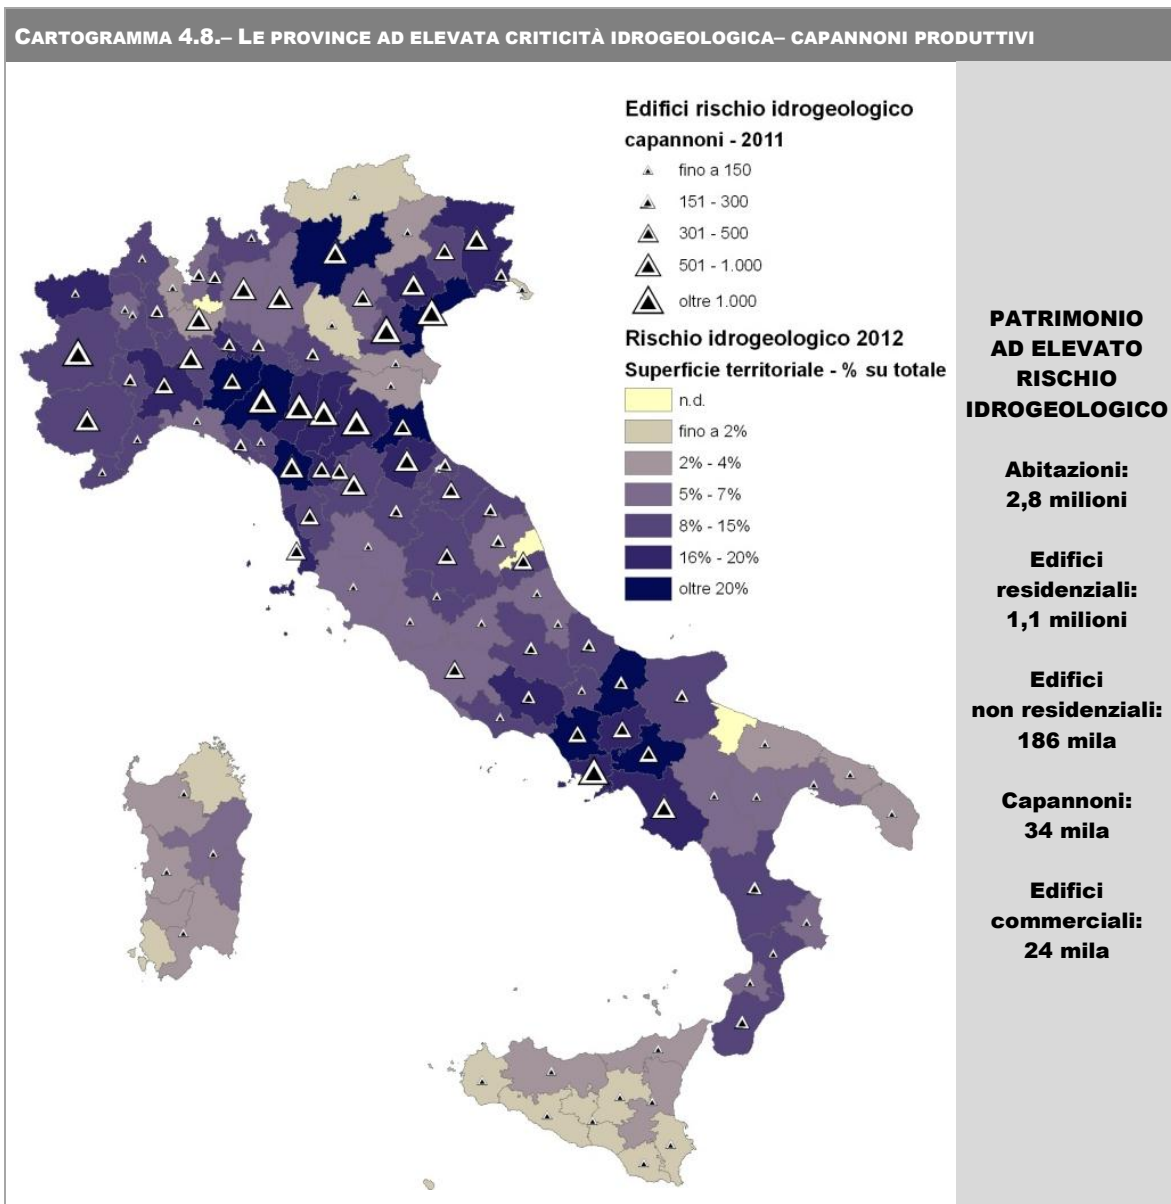 CARTOGRAMMA 4.8.– LE PROVINCE AD ELEVATA CRITICITÀ IDROGEOLOGICA– CAPANNONI PRODUTTIVI
Edifici rischio idrogeologico
capannoni - 2011
fino a 150
151 - 300
301 - 500
501 - 1.000
oltre 1.000
Rischio idrogeologico 2012
Superficie territoriale - % su totale
n.d.
fino a 2%
2% - 4%
5% - 7%
8% - 15%
16% - 20%
oltre 20%
PATRIMONIO
AD ELEVATO
RISCHIO
IDROGEOLOGICO
Abitazioni:
2,8 milioni
Edifici
residenziali:
1,1 milioni
Edifici
non residenziali:
186 mila
Capannoni:
34 mila
Edifici
commerciali:
24 mila